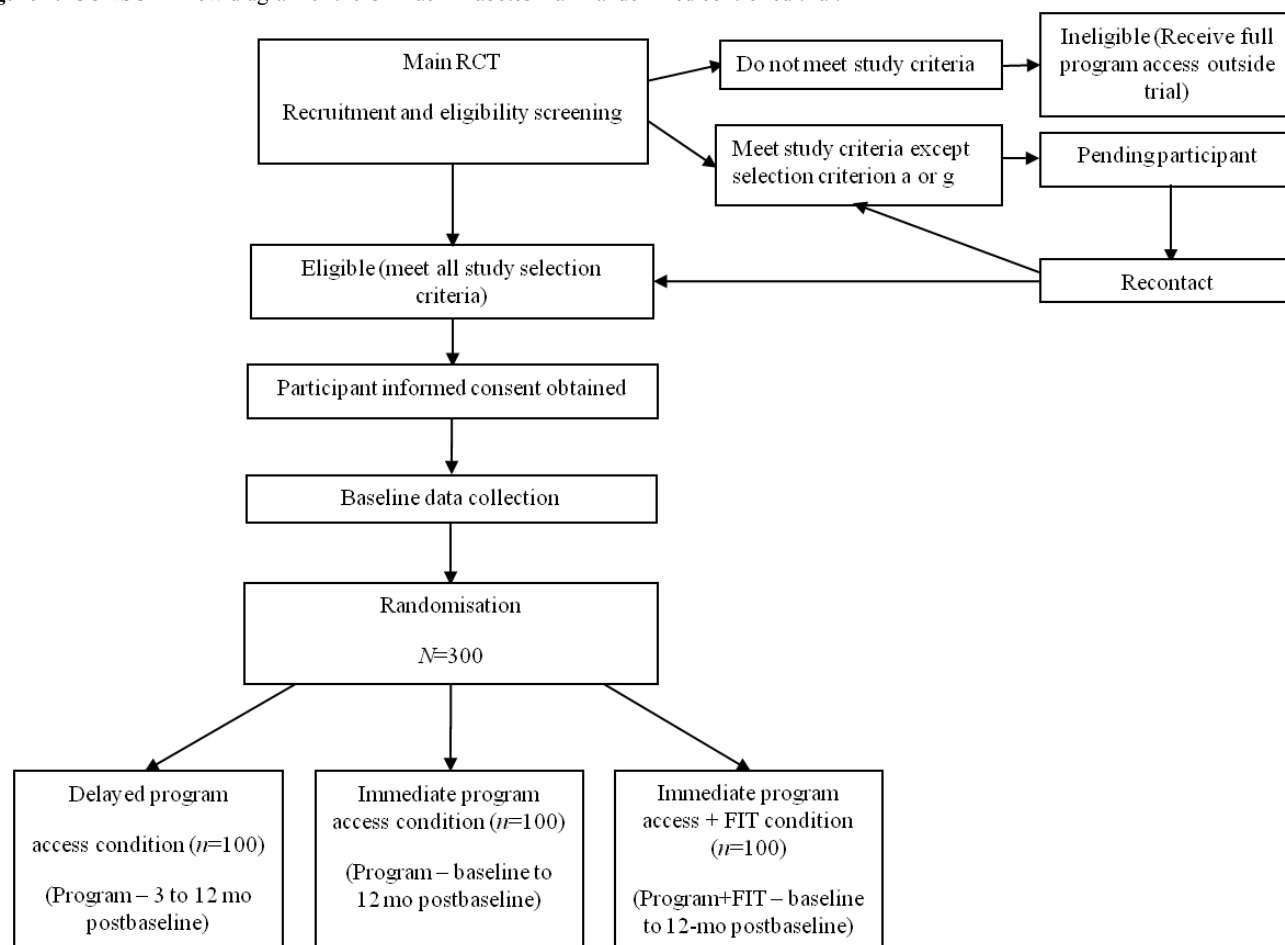 Main RCT
Recruitment and eligibility screening
Do not meet study criteria
Ineligible (Receive full
program access outside
trial)
Meet study criteria except
selection criterion a or g
Pending participant
Eligible (meet all study selection
criteria)
Recontact
Participant informed consent obtained
Baseline data collection
Randomisation
N=300
Delayed program
access condition (n=100)
(Program – 3 to 12 mo
postbaseline)
Immediate program
access condition (n=100)
(Program – baseline to
12 mo postbaseline)
Immediate program
access + FIT condition
(n=100)
(Program+FIT – baseline
to 12-mo postbaseline)